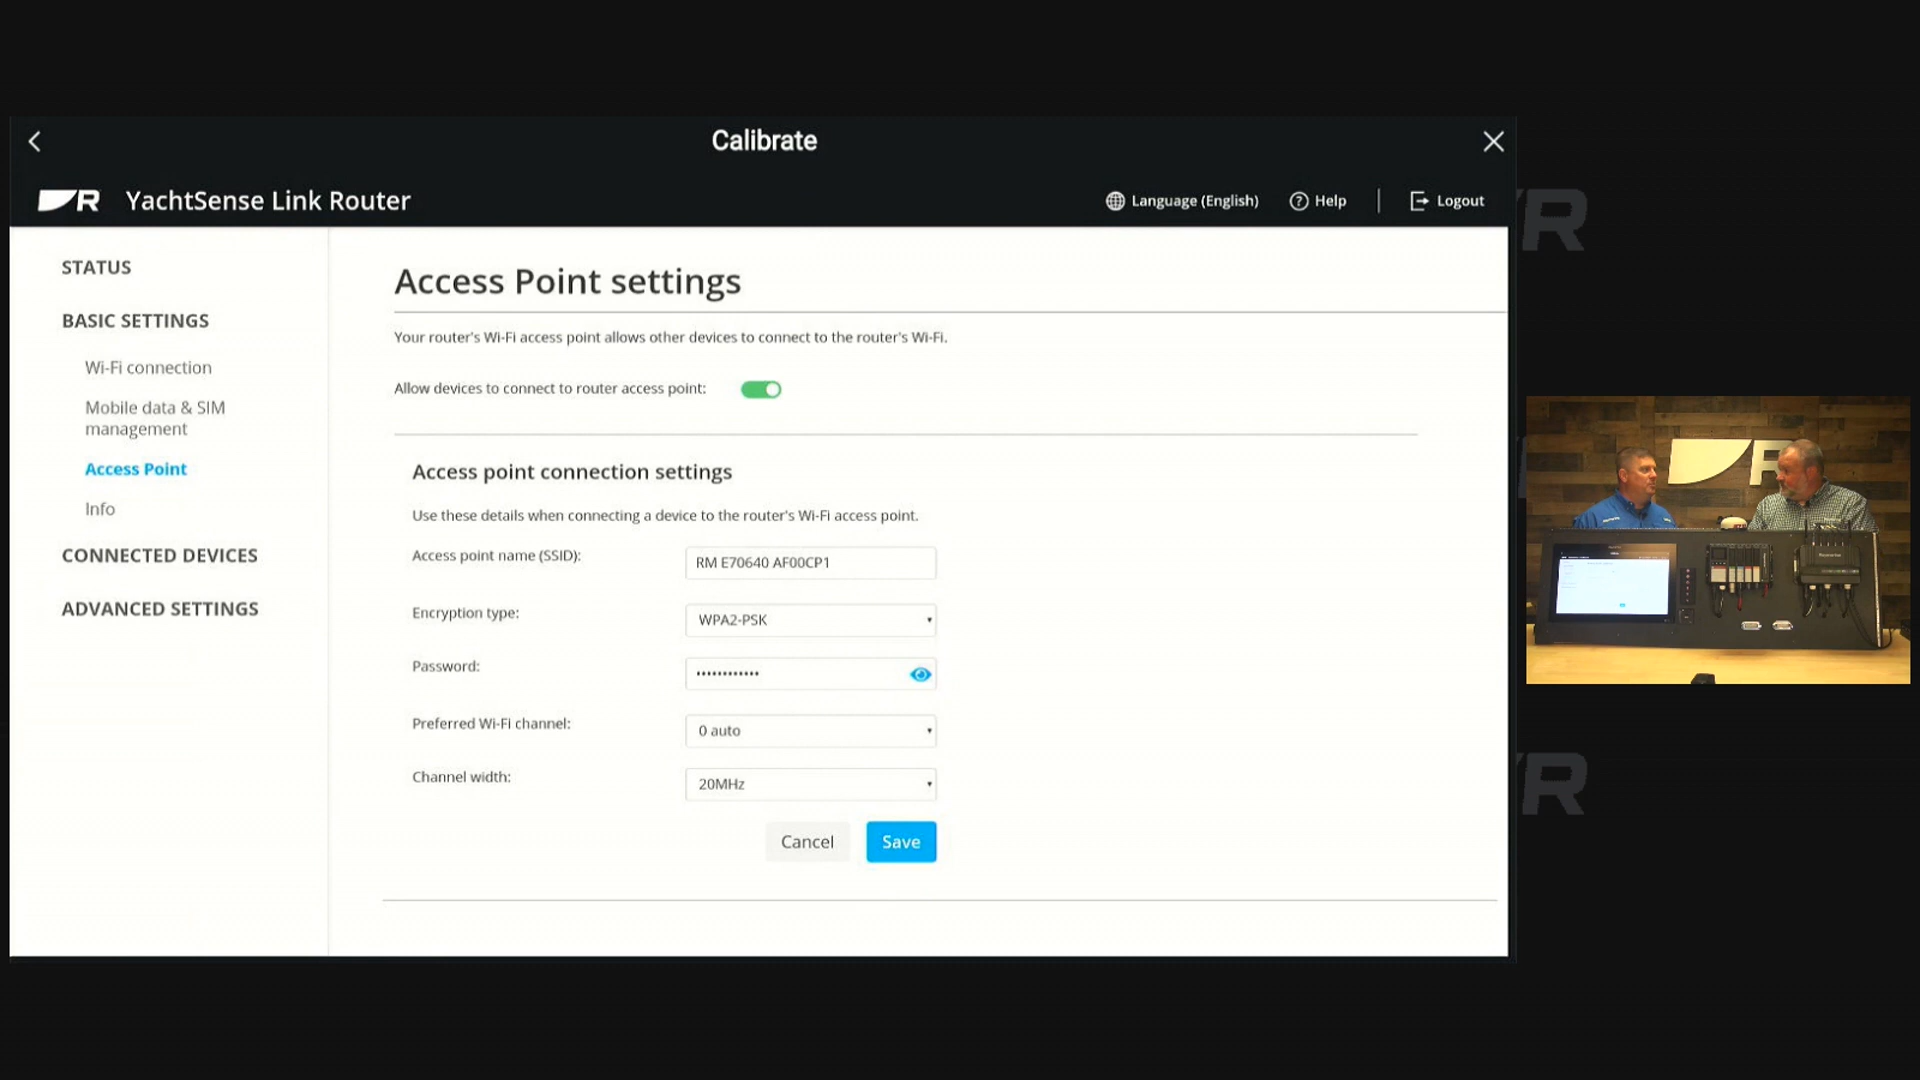 Calibrate
R YachtSense Link Router
Language (English)
Help
Logout
STATUS
BASIC SETTINGS
Wi-Fi connection
Mobile data & SIM
management
Access Point
Info
CONNECTED DEVICES
ADVANCED SETTINGS
Access Point settings
Your router's Wi-Fi access point allows other devices to connect to the router's Wi-Fi.
Allow devices to connect to router access point:
Access point connection settings
Use these details when connecting a device to the router's Wi-Fi access point.
Access point name (SSID):
RM E70640 AF00CP1
Encryption type:
WPA2-PSK
Password:
••••••••••••
Preferred Wi-Fi channel:
0 auto
Channel width:
20MHz
Cancel
Save
R
R
R